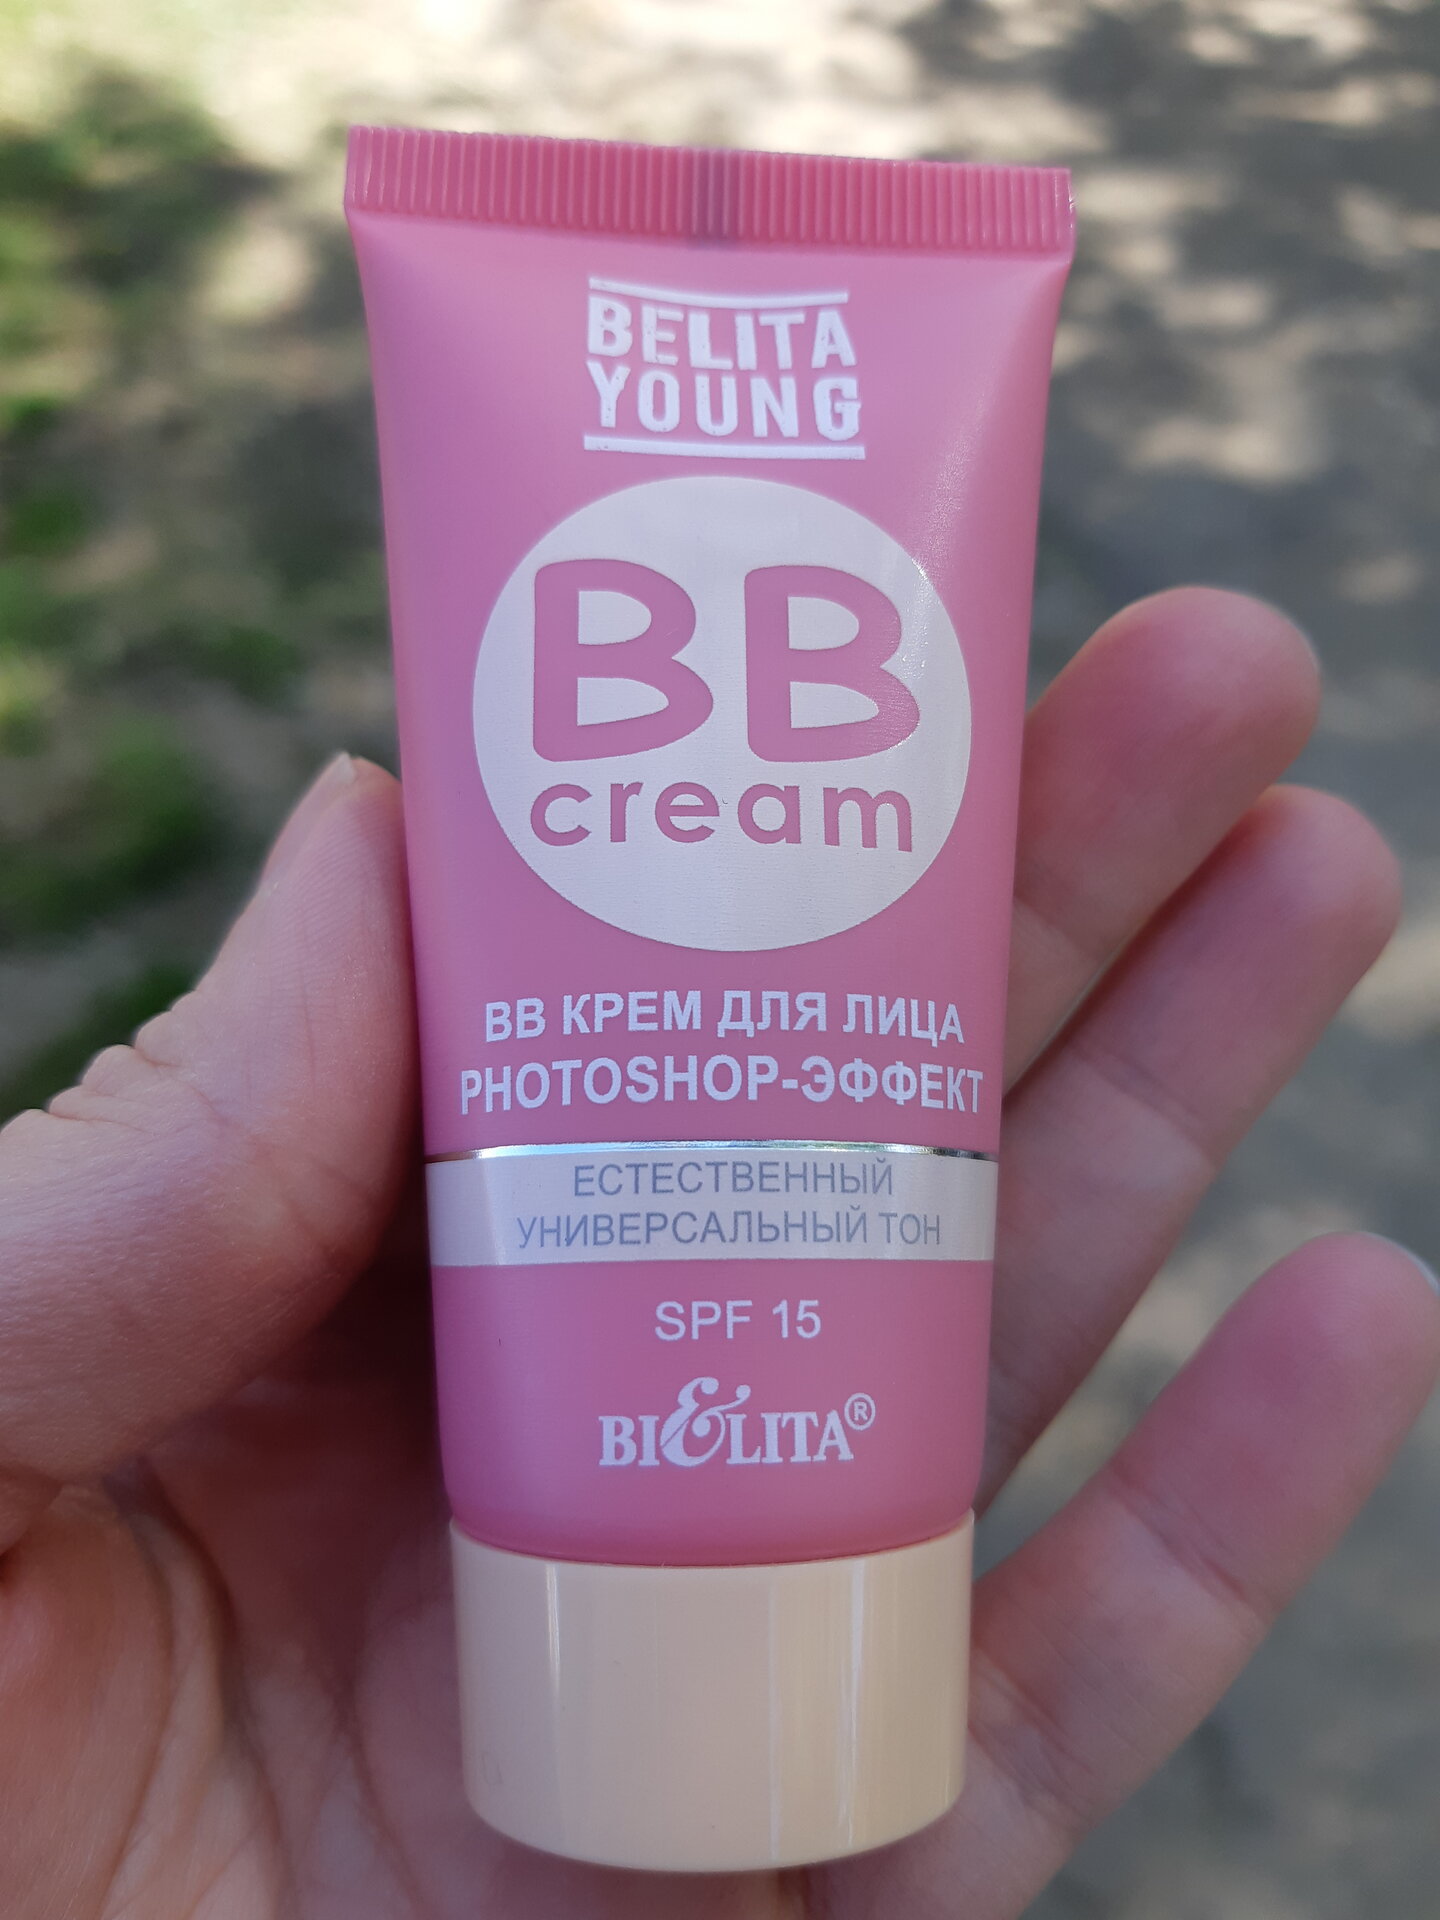 BELITA
YOUNG
BB
cream
BB КРЕМ ДЛЯ ЛИЦА
PHOTOSHOP-ЭФФЕКТ
ЕСТЕСТВЕННЫЙ
УНИВЕРСАЛЬНЫЙ ТОН
SPF 15
BIELITA®